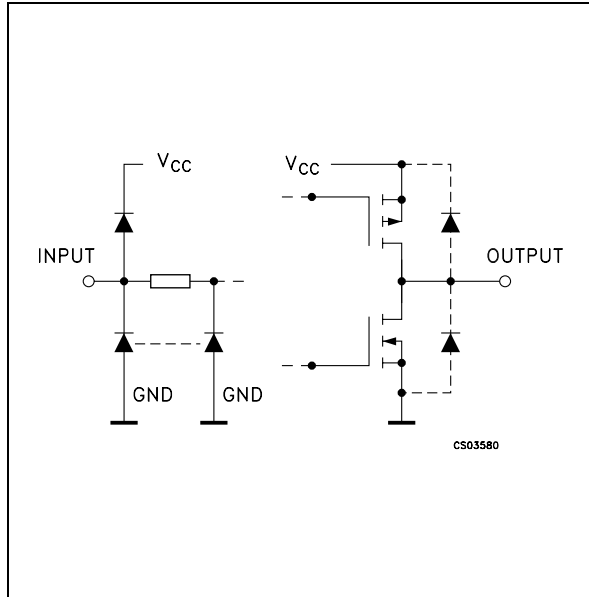 VCC
VCC
INPUT
OUTPUT
GND
GND
CS03580